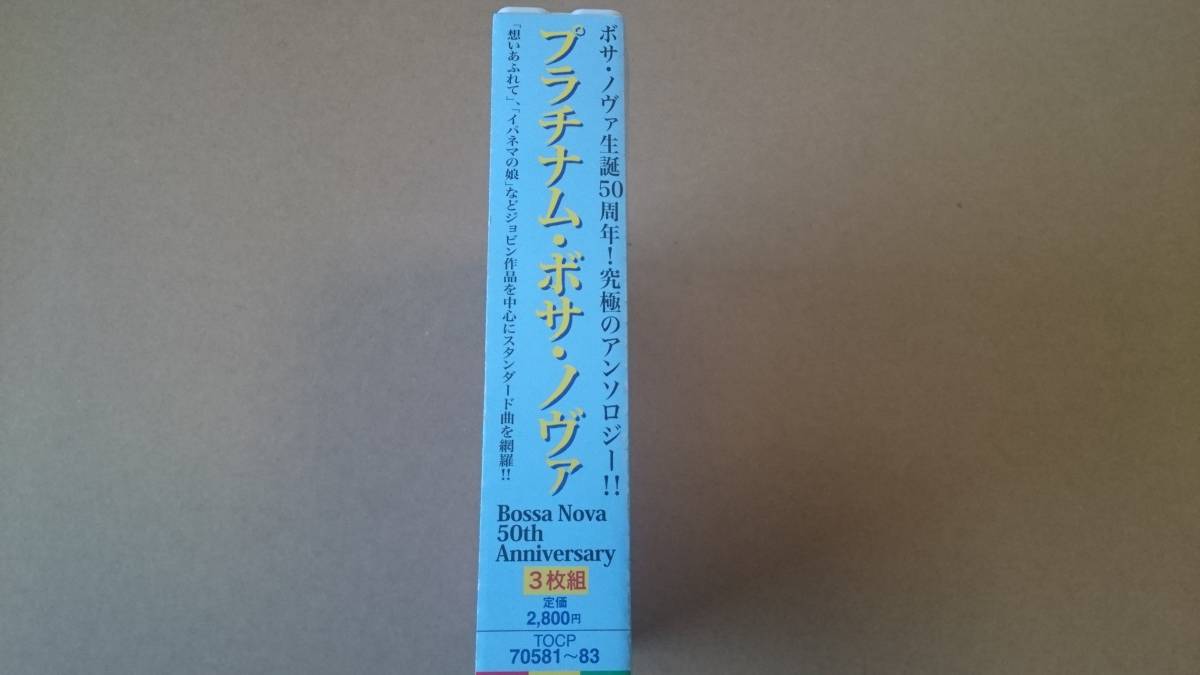 ボサ・ノヴァ生誕50周年！究極のアンソロジー!!
プラチナム・ボサ・ノヴァ
「想いあふれて」、「イパネマの娘」などジョビン作品を中心にスタンダード曲を網羅!!
Bossa Nova
50th
Anniversary
3枚組
定価
2,800円
TOCP
70581〜83